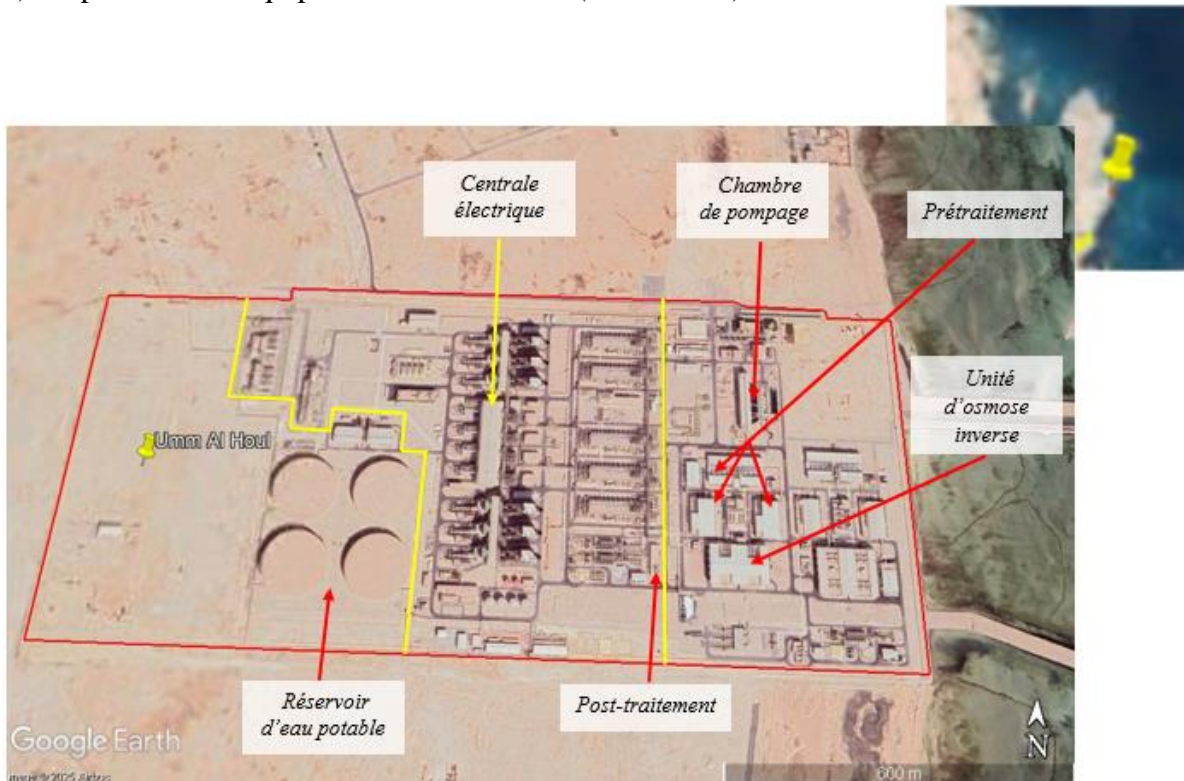 Centrale
électrique
Chambre
de pompage
Prétraitement
Unité
d'osmose
inverse
Umm Al Houl
Réservoir
d'eau potable
Post-traitement
Google Earth
N
600 m